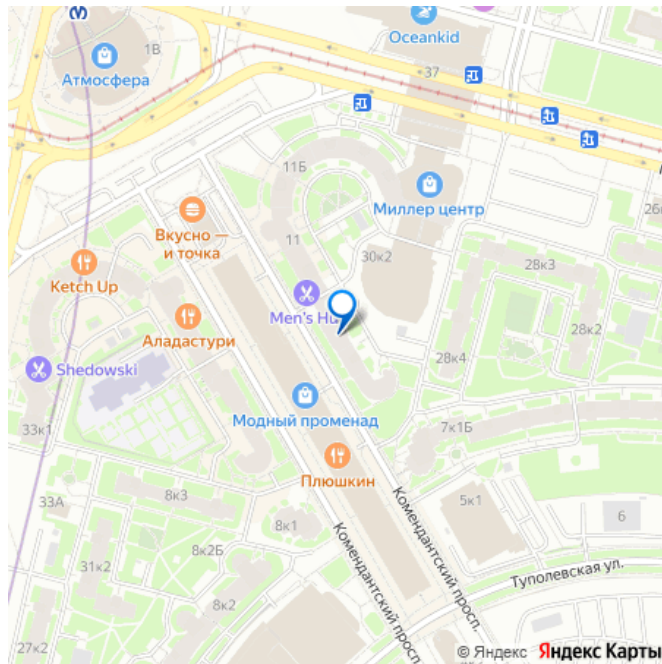 Oceankid
1В
Атмосфера
37
11Б
Миллер центр
Вкусно —
и точка
11
30к2
28к3
Ketch Up
Men's Hu
Аладастури
28к2
28к4
Shedowski
Модный променад
33к1
7к1Б
Плюшкин
8к3
33А
5к1
6
8к1
8к2Б
31к2
Комендантский просп.
Туполевская ул.
8к2
Комендантский просп.
27к2
© Яндекс Яндекс Карты